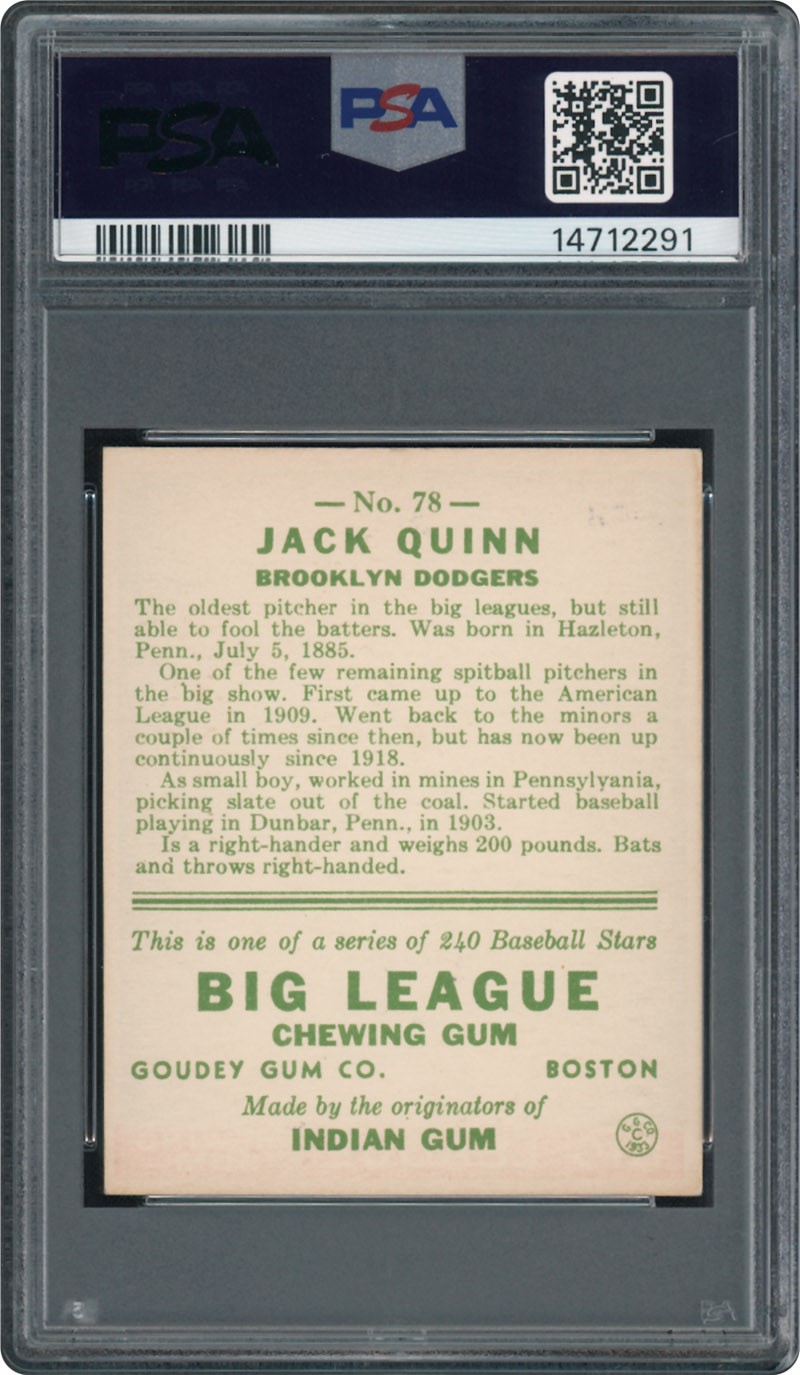 PSA
PSA
14712291
— No. 78 —
JACK QUINN
BROOKLYN DODGERS
The oldest pitcher in the big leagues, but still
able to fool the batters. Was born in Hazleton,
Penn., July 5, 1885.
One of the few remaining spitball pitchers in
the big show. First came up to the American
League in 1909. Went back to the minors a
couple of times since then, but has now been up
continuously since 1918.
As small boy, worked in mines in Pennsylvania,
picking slate out of the coal. Started baseball
playing in Dunbar, Penn., in 1903.
Is a right-hander and weighs 200 pounds. Bats
and throws right-handed.
This is one of a series of 240 Baseball Stars
BIG LEAGUE
CHEWING GUM
GOUDEY GUM CO. BOSTON
Made by the originators of
INDIAN GUM
G. G. CO.
C
1933
PSA